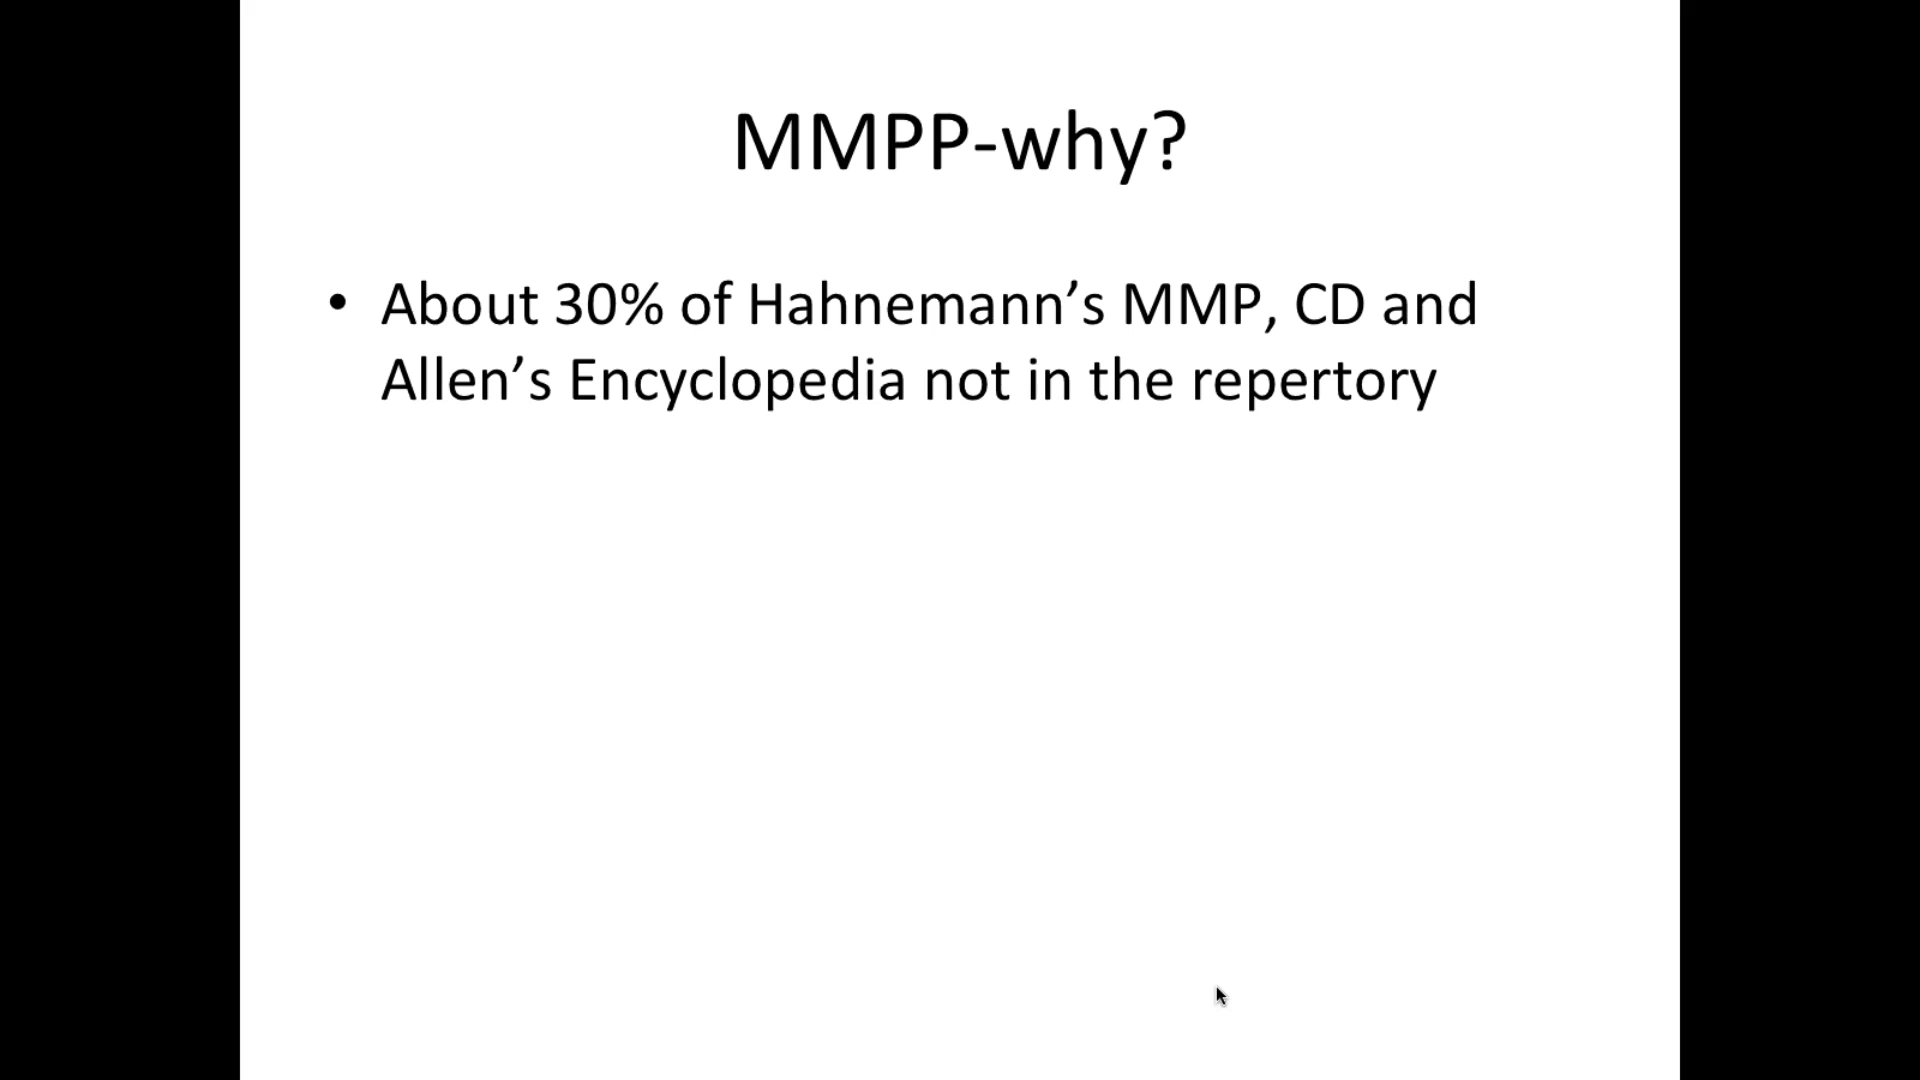 MMPP-why?
• About 30% of Hahnemann’s MMP, CD and
Allen’s Encyclopedia not in the repertory